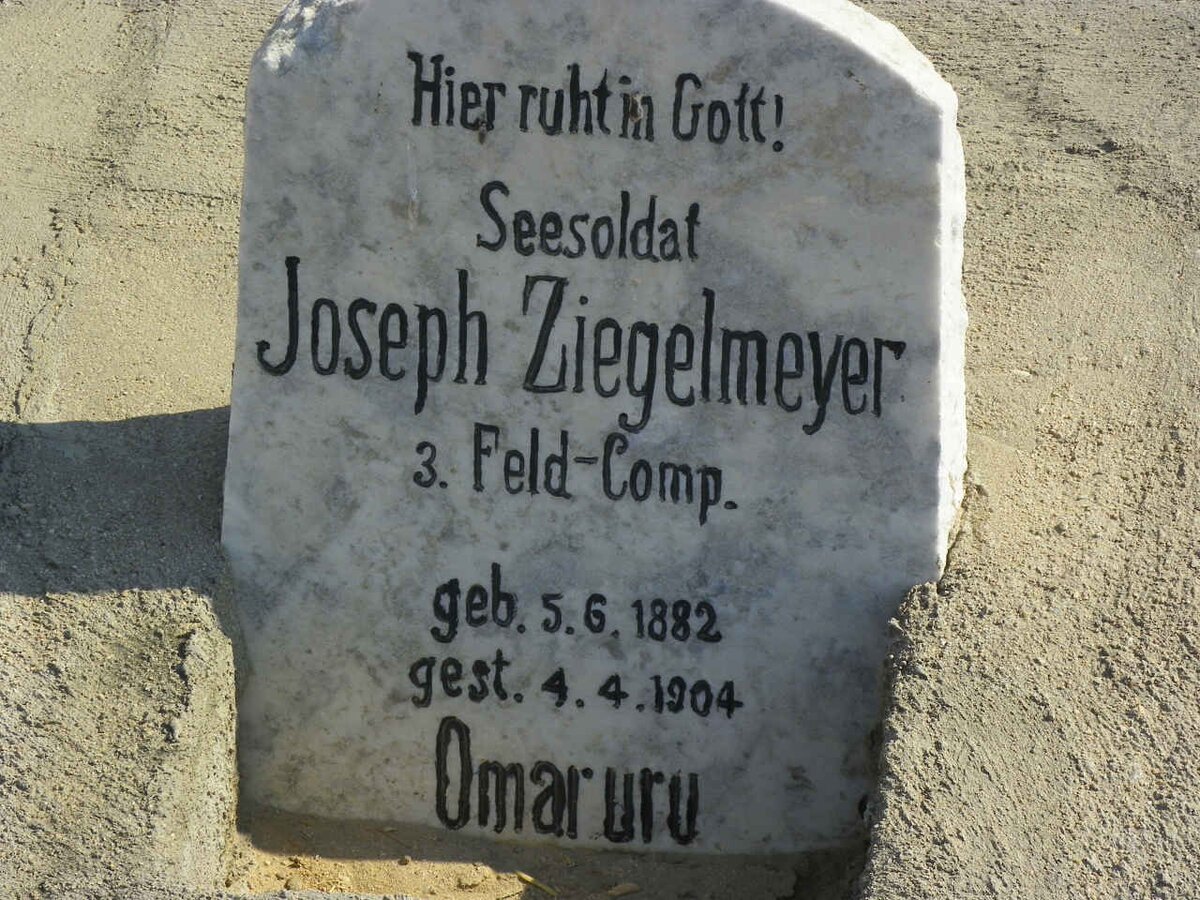 Hier ruht in Gott!
Seesoldat
Joseph Ziegelmeyer
3. Feld-Comp.
geb. 5.6.1882
gest. 4.4.1904
Omaruru